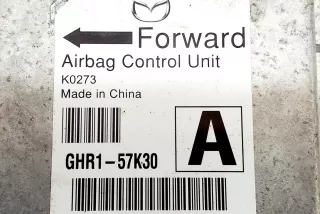 Forward
Airbag Control Unit
K0273
Made in China
A
GHR1-57K30